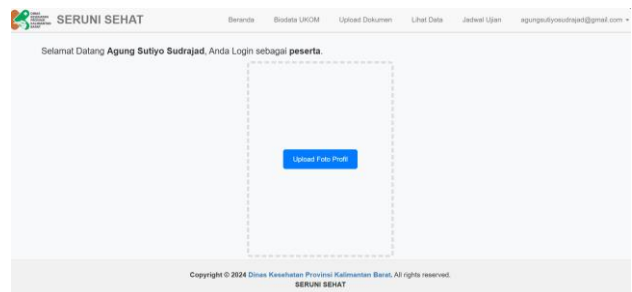 SERUNI SEHAT
Beranda Biodata UKOM Upload Dokumen Lihat Data Jadwal Ujian agungsutiyosudrajad@gmail.com
Selamat Datang Agung Sutiyo Sudrajad, Anda Login sebagai peserta.
Upload Foto Profil
Copyright © 2024 Dinas Kesehatan Provinsi Kalimantan Barat. All rights reserved.
SERUNI SEHAT